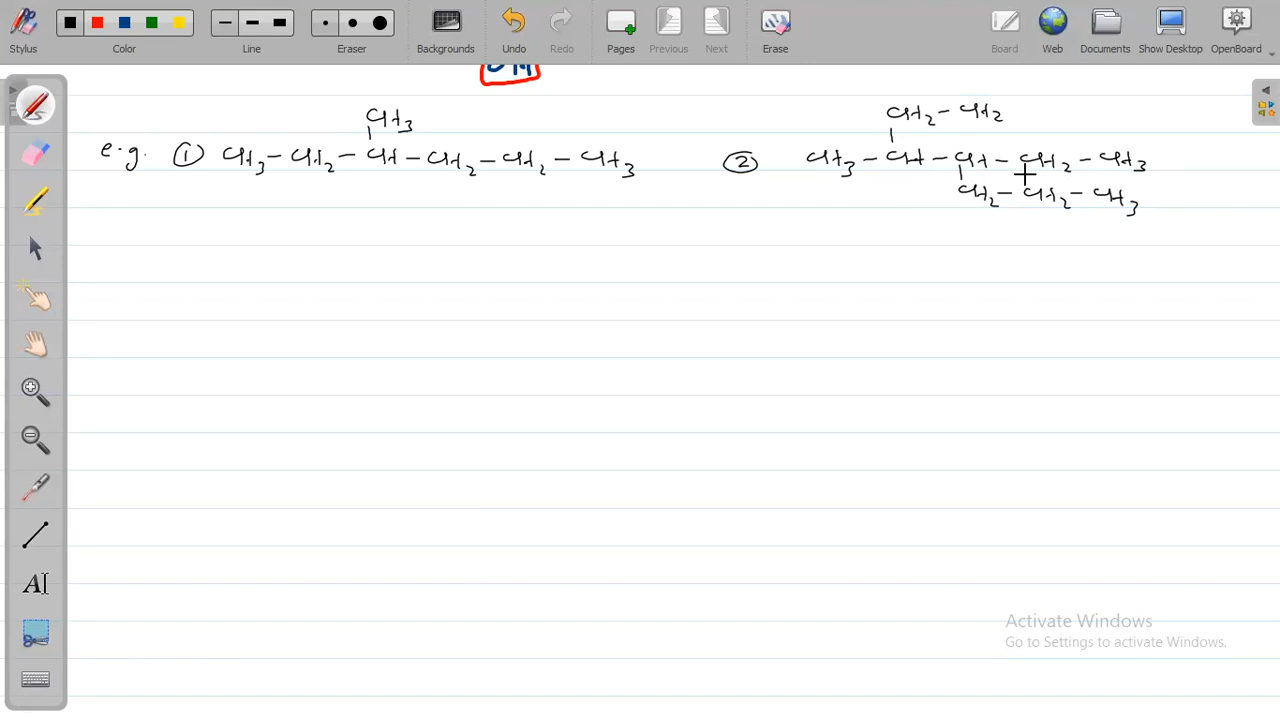 Stylus Color Line Eraser Backgrounds Undo Redo Pages Previous Next Erase Board Web Documents Show Desktop OpenBoard
CH3 CH2 - CH2
e.g. ① CH3 - CH2 - CH - CH2 - CH2 - CH3 ② CH3 - CH - CH - CH2 - CH3
CH2 - CH2 - CH3
Activate Windows
Go to Settings to activate Windows.